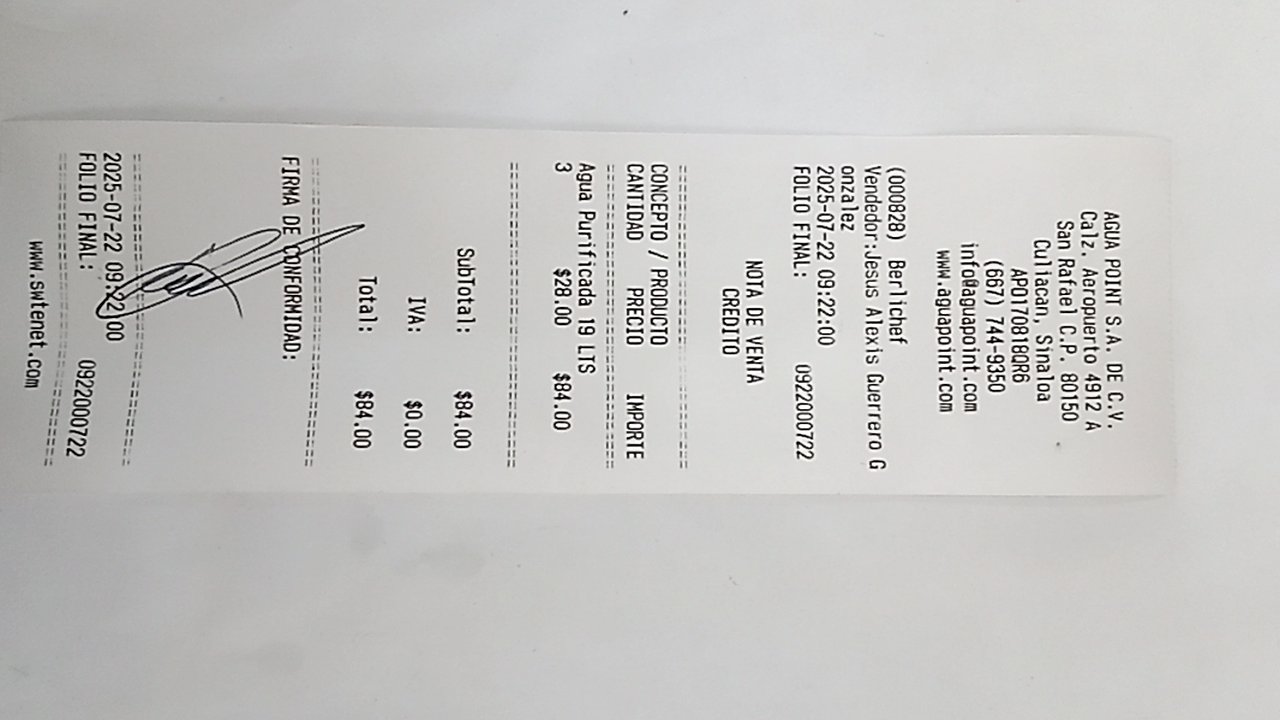 AGUA POINT S.A. DE C.V.
Calz. Aeropuerto 4912 A
San Rafael C.P. 80150
Culiacan, Sinaloa
APO170818QR6
(667) 744-9350
info@aguapoint.com
www.aguapoint.com
(000828) Berlichef
Vendedor:Jesus Alexis Guerrero G
onzalez
2025-07-22 09:22:00
FOLIO FINAL: 0922000722
NOTA DE VENTA
CREDITO
================================
CONCEPTO / PRODUCTO
CANTIDAD PRECIO IMPORTE
================================
Agua Purificada 19 LTS
3 $28.00 $84.00
================================
SubTotal: $84.00
IVA: $0.00
Total: $84.00
================================
FIRMA DE CONFORMIDAD:
================================
2025-07-22 09:22:00
FOLIO FINAL: 0922000722
================================
www.swtenet.com